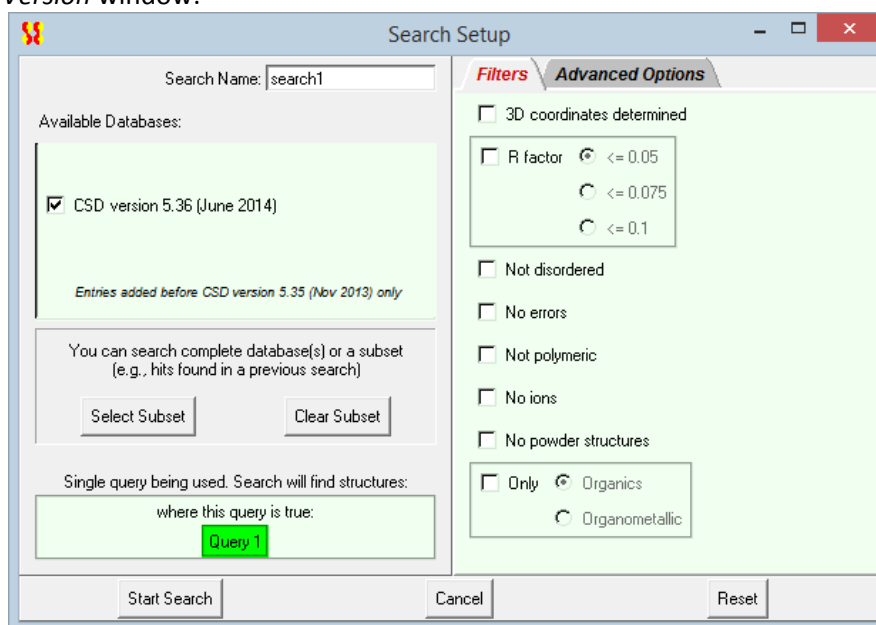 Version window.
Search Setup
Search Name: search1
Available Databases:
CSD version 5.36 (June 2014)
Entries added before CSD version 5.35 (Nov 2013) only
You can search complete database(s) or a subset
(e.g., hits found in a previous search)
Select Subset
Clear Subset
Single query being used. Search will find structures:
where this query is true:
Query 1
Filters
Advanced Options
3D coordinates determined
R factor <= 0.05
<= 0.075
<= 0.1
Not disordered
No errors
Not polymeric
No ions
No powder structures
Only Organics
Organometallic
Start Search
Cancel
Reset